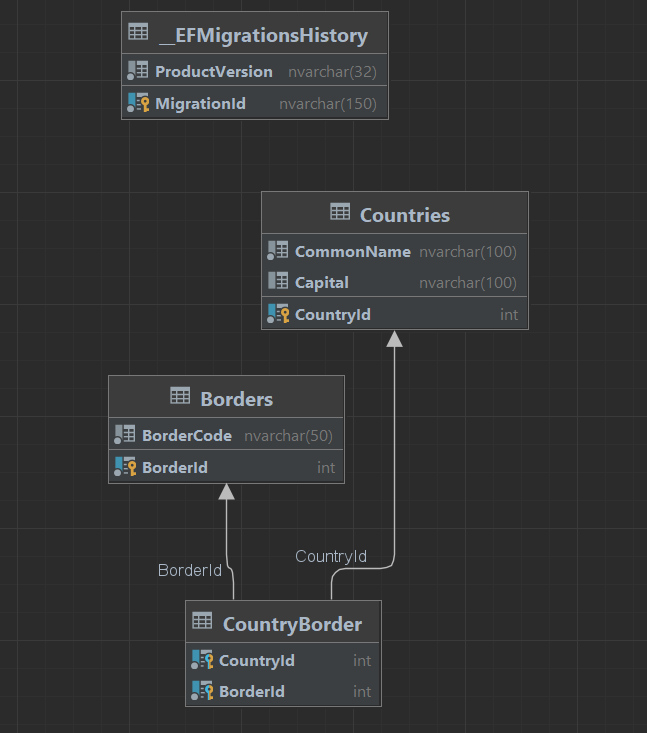 __EFMigrationsHistory
ProductVersion nvarchar(32)
MigrationId nvarchar(150)
Countries
CommonName nvarchar(100)
Capital nvarchar(100)
CountryId int
Borders
BorderCode nvarchar(50)
BorderId int
CountryId
BorderId
CountryBorder
CountryId int
BorderId int